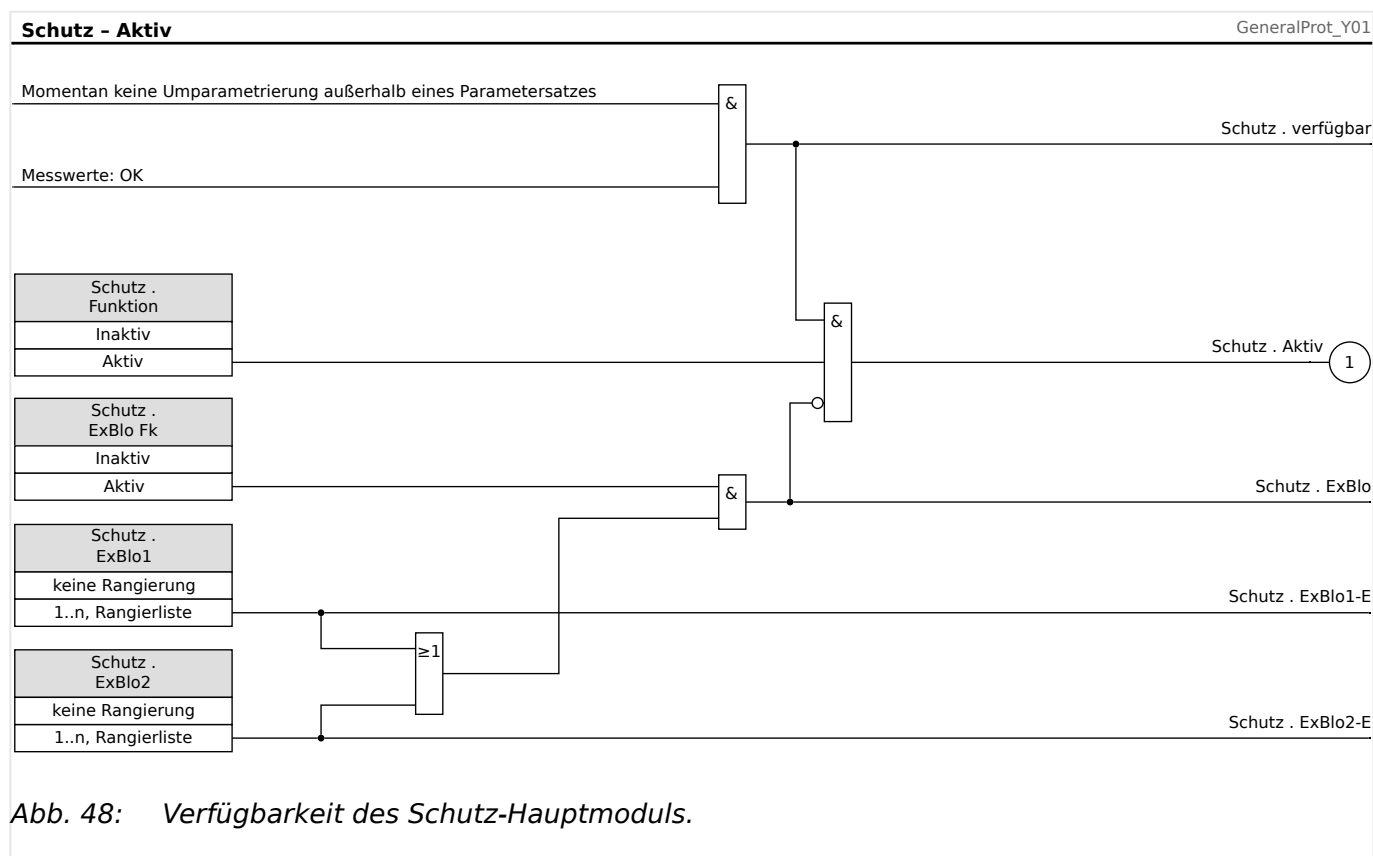 Schutz – Aktiv
GeneralProt_Y01
Momentan keine Umparametrierung außerhalb eines Parametersatzes
&
Schutz . verfügbar
Messwerte: OK
Schutz .
Funktion
Inaktiv
Aktiv
&
Schutz . Aktiv
1
Schutz .
ExBlo Fk
Inaktiv
Aktiv
&
Schutz . ExBlo
Schutz .
ExBlo1
keine Rangierung
1..n, Rangierliste
Schutz . ExBlo1-E
≥1
Schutz .
ExBlo2
keine Rangierung
1..n, Rangierliste
Schutz . ExBlo2-E
Abb. 48: Verfügbarkeit des Schutz-Hauptmoduls.